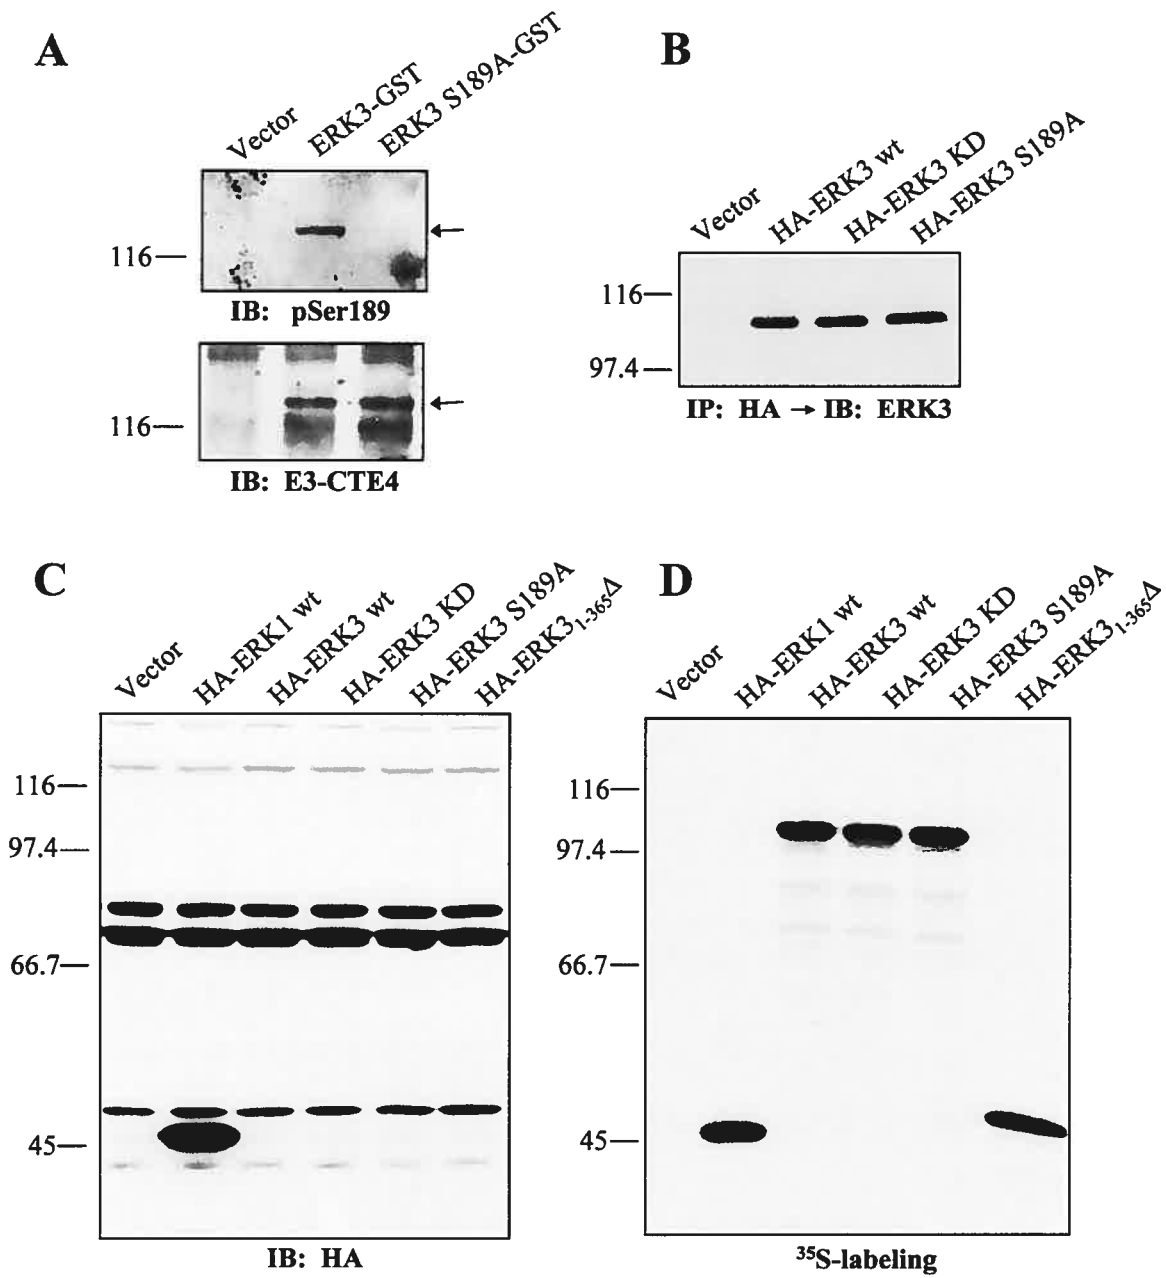 A
Vector
ERK3-GST
ERK3 S189A-GST
116
IB: pSer189
116
IB: E3-CTE4
B
Vector
HA-ERK3 wt
HA-ERK3 KD
HA-ERK3 S189A
116
97.4
IP: HA → IB: ERK3
C
Vector
HA-ERK1 wt
HA-ERK3 wt
HA-ERK3 KD
HA-ERK3 S189A
HA-ERK3₁₋₃₆₅Δ
116
97.4
66.7
45
IB: HA
D
Vector
HA-ERK1 wt
HA-ERK3 wt
HA-ERK3 KD
HA-ERK3 S189A
HA-ERK3₁₋₃₆₅Δ
116
97.4
66.7
45
³⁵S-labeling